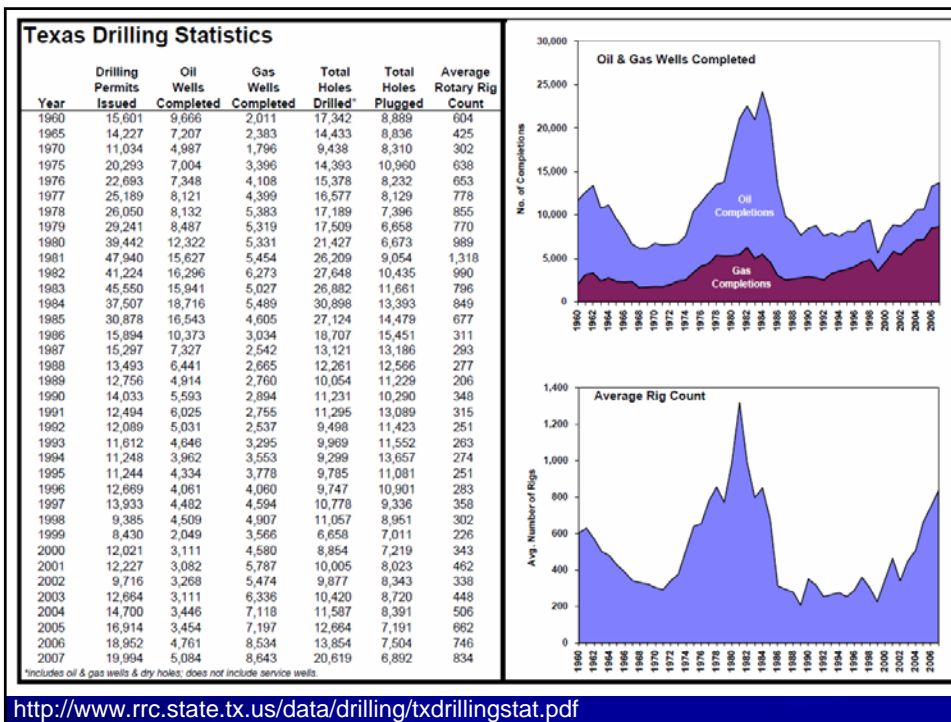 Texas Drilling Statistics
Drilling Oil Gas Total Total Average
Permits Wells Wells Holes Holes Rotary Rig
Year Issued Completed Completed Drilled* Plugged Count
1960 15,601 9,666 2,011 17,342 8,889 604
1965 14,227 7,207 2,383 14,433 8,836 425
1970 11,034 4,987 1,796 9,438 8,310 302
1975 20,293 7,004 3,396 14,393 10,960 638
1976 22,693 7,348 4,108 15,378 8,232 653
1977 25,189 8,121 4,399 16,577 8,129 778
1978 26,050 8,132 5,383 17,189 7,396 855
1979 29,241 8,487 5,319 17,509 6,658 770
1980 39,442 12,322 5,331 21,427 6,673 989
1981 47,940 15,627 5,454 26,209 9,054 1,318
1982 41,224 16,296 6,273 27,648 10,435 990
1983 45,550 15,941 5,027 26,882 11,661 796
1984 37,507 18,716 5,489 30,898 13,393 849
1985 30,878 16,543 4,605 27,124 14,479 677
1986 15,894 10,373 3,034 18,707 15,451 311
1987 15,297 7,327 2,542 13,121 13,186 293
1988 13,493 6,441 2,665 12,261 12,566 277
1989 12,756 4,914 2,760 10,054 11,229 206
1990 14,033 5,593 2,894 11,231 10,290 348
1991 12,494 6,025 2,755 11,295 13,089 315
1992 12,089 5,031 2,537 9,498 11,423 251
1993 11,612 4,646 3,295 9,969 11,552 263
1994 11,248 3,962 3,553 9,299 13,657 274
1995 11,244 4,334 3,778 9,785 11,081 251
1996 12,669 4,061 4,060 9,747 10,901 283
1997 13,933 4,482 4,594 10,778 9,336 358
1998 9,385 4,509 4,907 11,057 8,951 302
1999 8,430 2,049 3,566 6,658 7,011 226
2000 12,021 3,111 4,580 8,854 7,219 343
2001 12,227 3,082 5,787 10,005 8,023 462
2002 9,716 3,268 5,474 9,877 8,343 338
2003 12,664 3,111 6,336 10,420 8,720 448
2004 14,700 3,446 7,118 11,587 8,391 506
2005 16,914 3,454 7,197 12,664 7,191 662
2006 18,952 4,761 8,534 13,854 7,504 746
2007 19,994 5,084 8,643 20,619 6,892 834
*includes oil & gas wells & dry holes; does not include service wells.
Oil & Gas Wells Completed
No. of Completions
30,000
25,000
20,000
15,000
10,000
5,000
0
Oil
Completions
Gas
Completions
1960 1962 1964 1966 1968 1970 1972 1974 1976 1978 1980 1982 1984 1986 1988 1990 1992 1994 1996 1998 2000 2002 2004 2006
Average Rig Count
Avg. Number of Rigs
1,400
1,200
1,000
800
600
400
200
0
1960 1962 1964 1966 1968 1970 1972 1974 1976 1978 1980 1982 1984 1986 1988 1990 1992 1994 1996 1998 2000 2002 2004 2006
http://www.rrc.state.tx.us/data/drilling/txdrillingstat.pdf